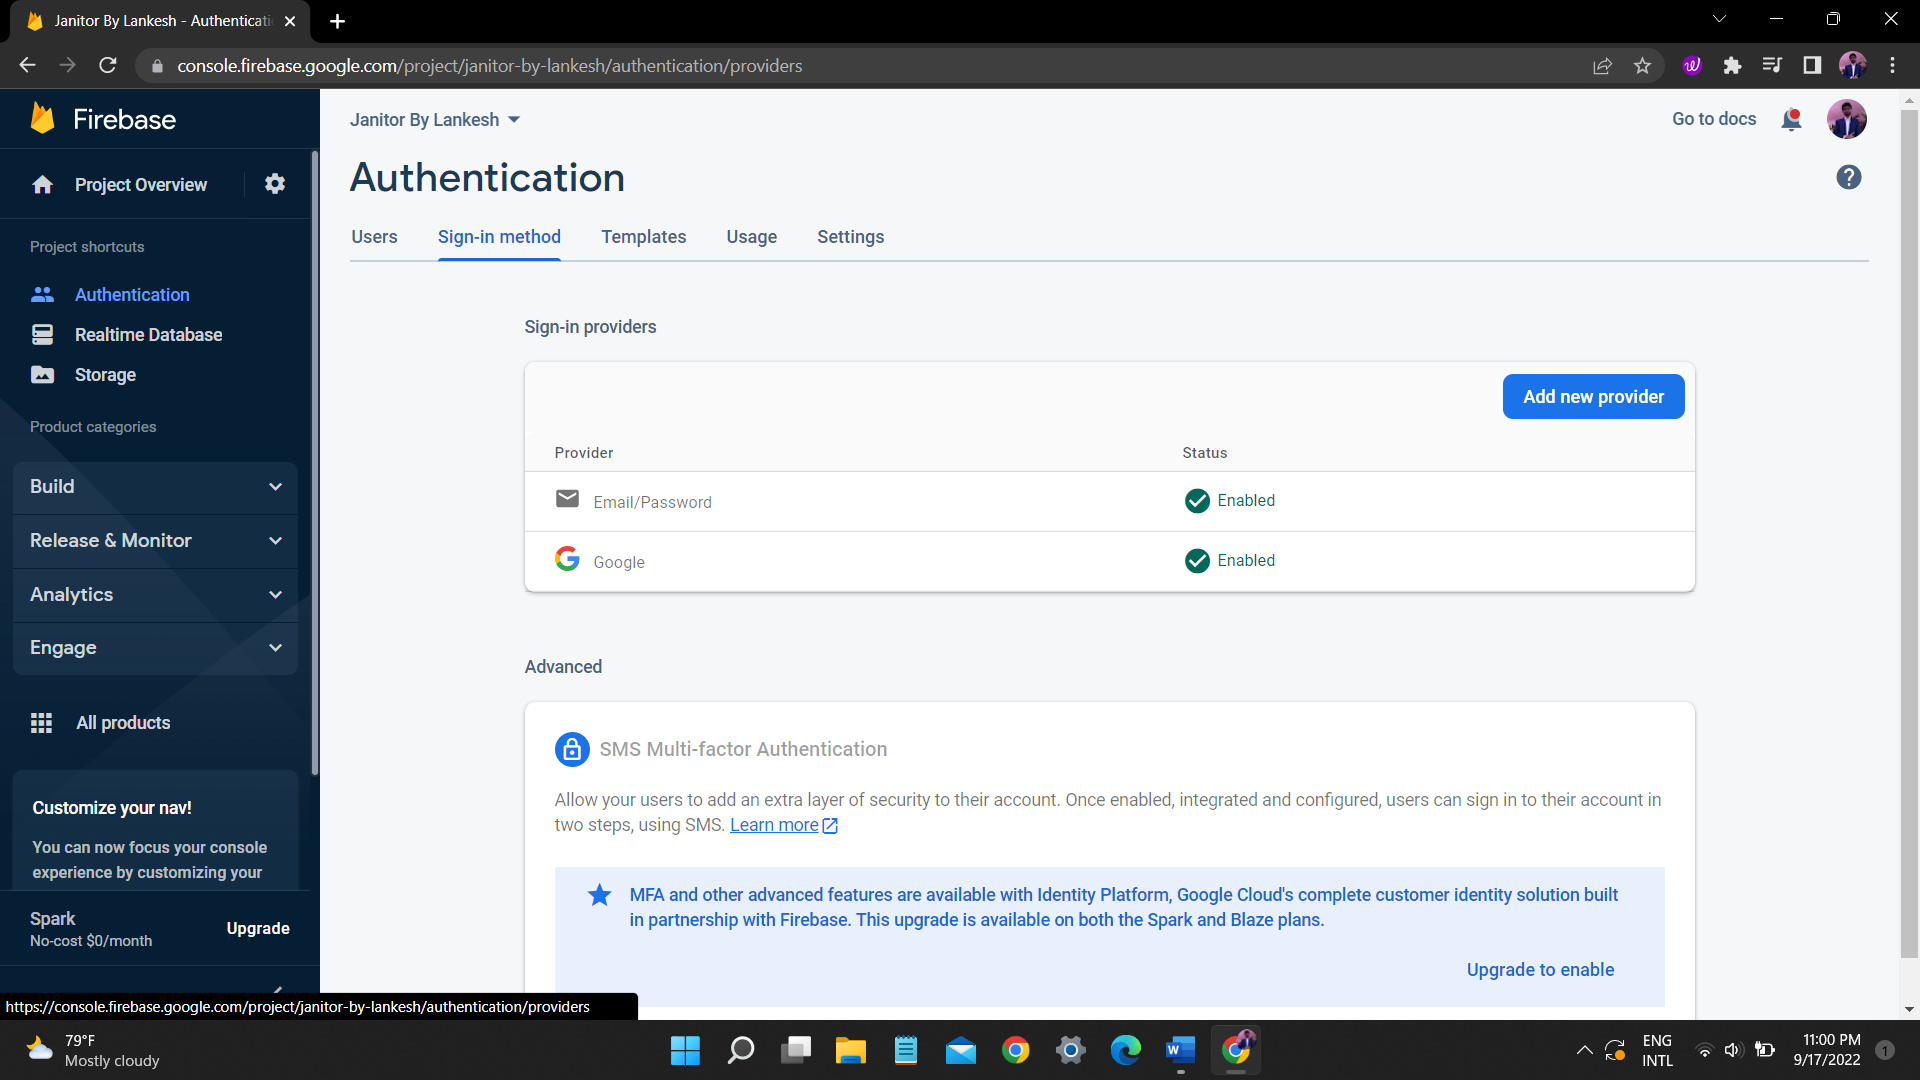 Janitor By Lankesh - Authenticati
console.firebase.google.com/project/janitor-by-lankesh/authentication/providers
Firebase
Project Overview
Project shortcuts
Authentication
Realtime Database
Storage
Product categories
Build
Release & Monitor
Analytics
Engage
All products
Customize your nav!
You can now focus your console
experience by customizing your
Spark
No-cost $0/month
Upgrade
Janitor By Lankesh
Go to docs
Authentication
Users
Sign-in method
Templates
Usage
Settings
Sign-in providers
Add new provider
Provider
Status
Email/Password
Enabled
Google
Enabled
Advanced
SMS Multi-factor Authentication
Allow your users to add an extra layer of security to their account. Once enabled, integrated and configured, users can sign in to their account in
two steps, using SMS. Learn more
MFA and other advanced features are available with Identity Platform, Google Cloud's complete customer identity solution built
in partnership with Firebase. This upgrade is available on both the Spark and Blaze plans.
Upgrade to enable
https://console.firebase.google.com/project/janitor-by-lankesh/authentication/providers
79°F
Mostly cloudy
ENG
INTL
11:00 PM
9/17/2022
1